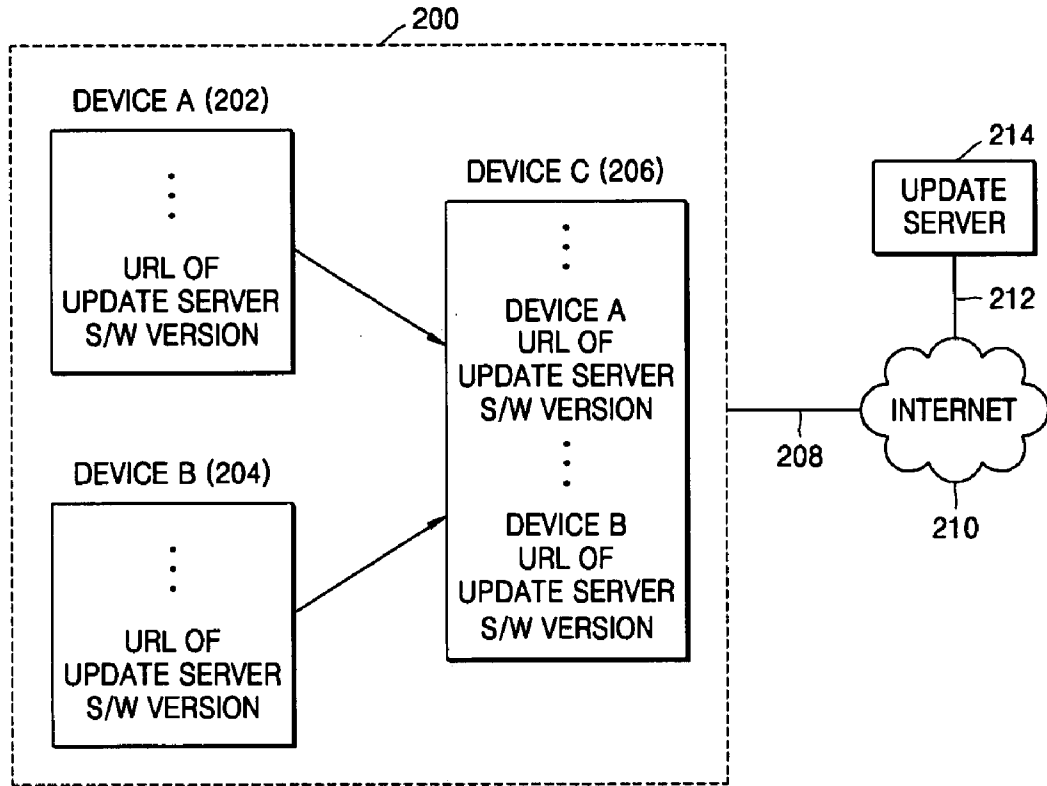 200
DEVICE A (202)
URL OF
UPDATE SERVER
S/W VERSION
DEVICE B (204)
URL OF
UPDATE SERVER
S/W VERSION
DEVICE C (206)
DEVICE A
URL OF
UPDATE SERVER
S/W VERSION
DEVICE B
URL OF
UPDATE SERVER
S/W VERSION
208
214
UPDATE
SERVER
212
INTERNET
210